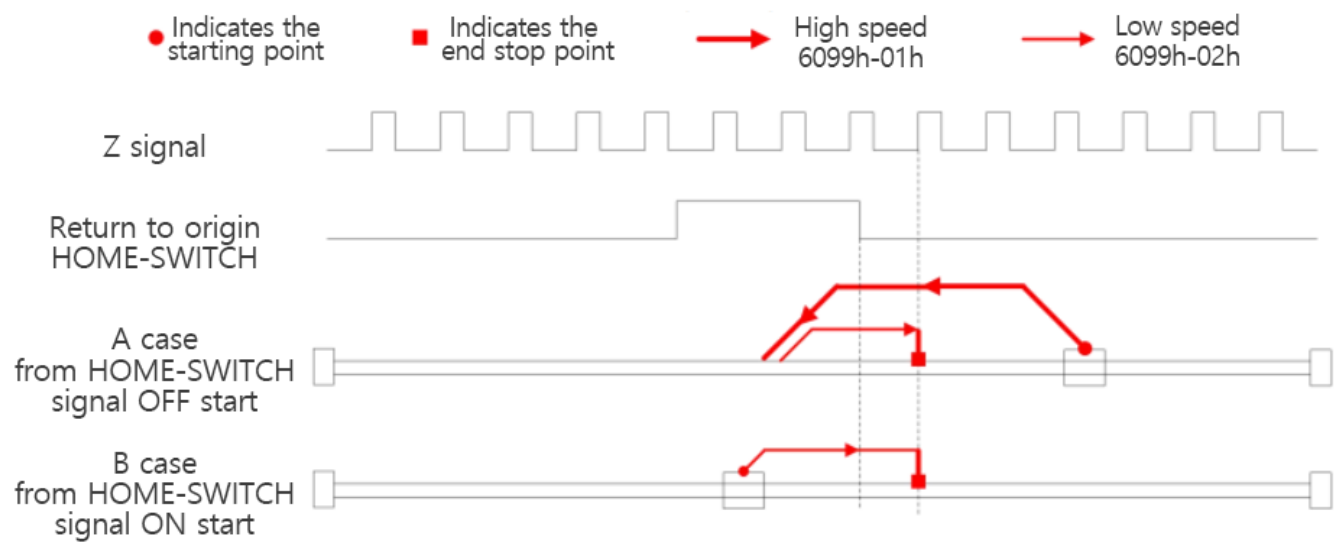 Indicates the
starting point
Indicates the
end stop point
High speed
6099h-01h
Low speed
6099h-02h
Z signal
Return to origin
HOME-SWITCH
A case
from HOME-SWITCH
signal OFF start
B case
from HOME-SWITCH
signal ON start